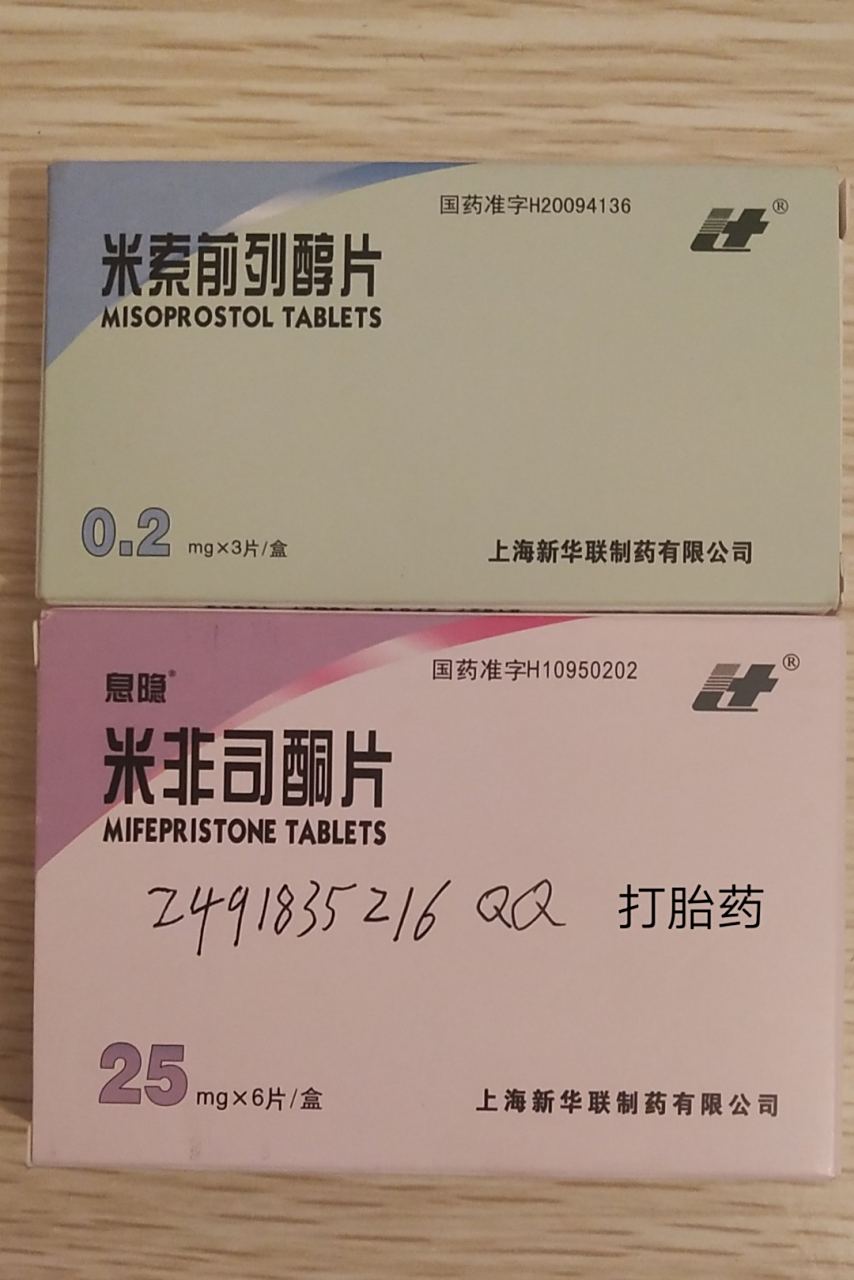 国药准字H20094136
®
米索前列醇片
MISOPROSTOL TABLETS
0.2 mg×3片/盒
上海新华联制药有限公司
息隐®
国药准字H10950202
®
米非司酮片
MIFEPRISTONE TABLETS
2491835216 QQ 打胎药
25 mg×6片/盒
上海新华联制药有限公司